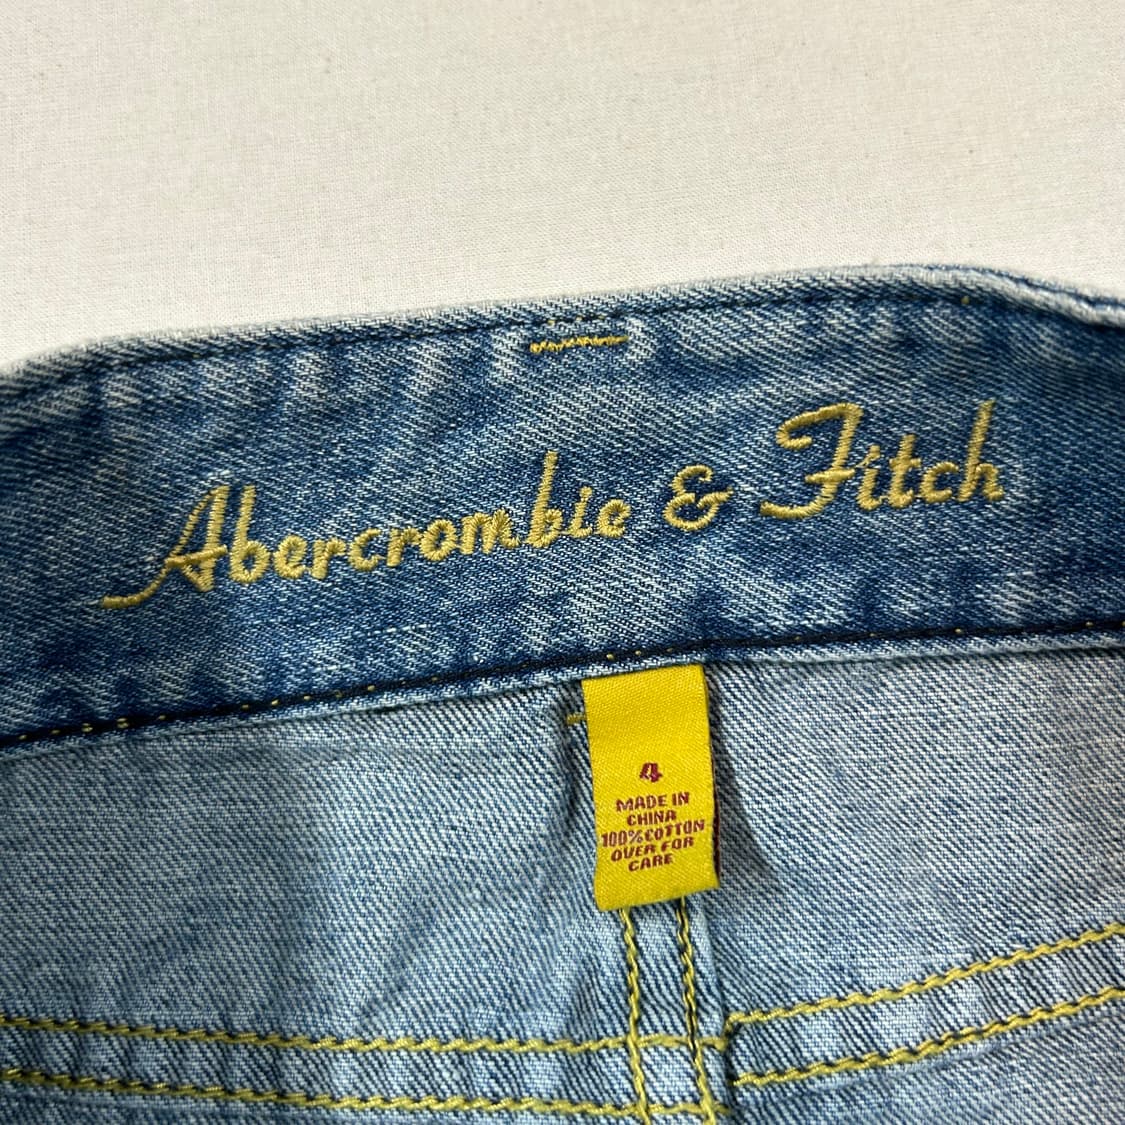 Abercrombie & Fitch
4
MADE IN
CHINA
100% COTTON
OVER FOR
CARE